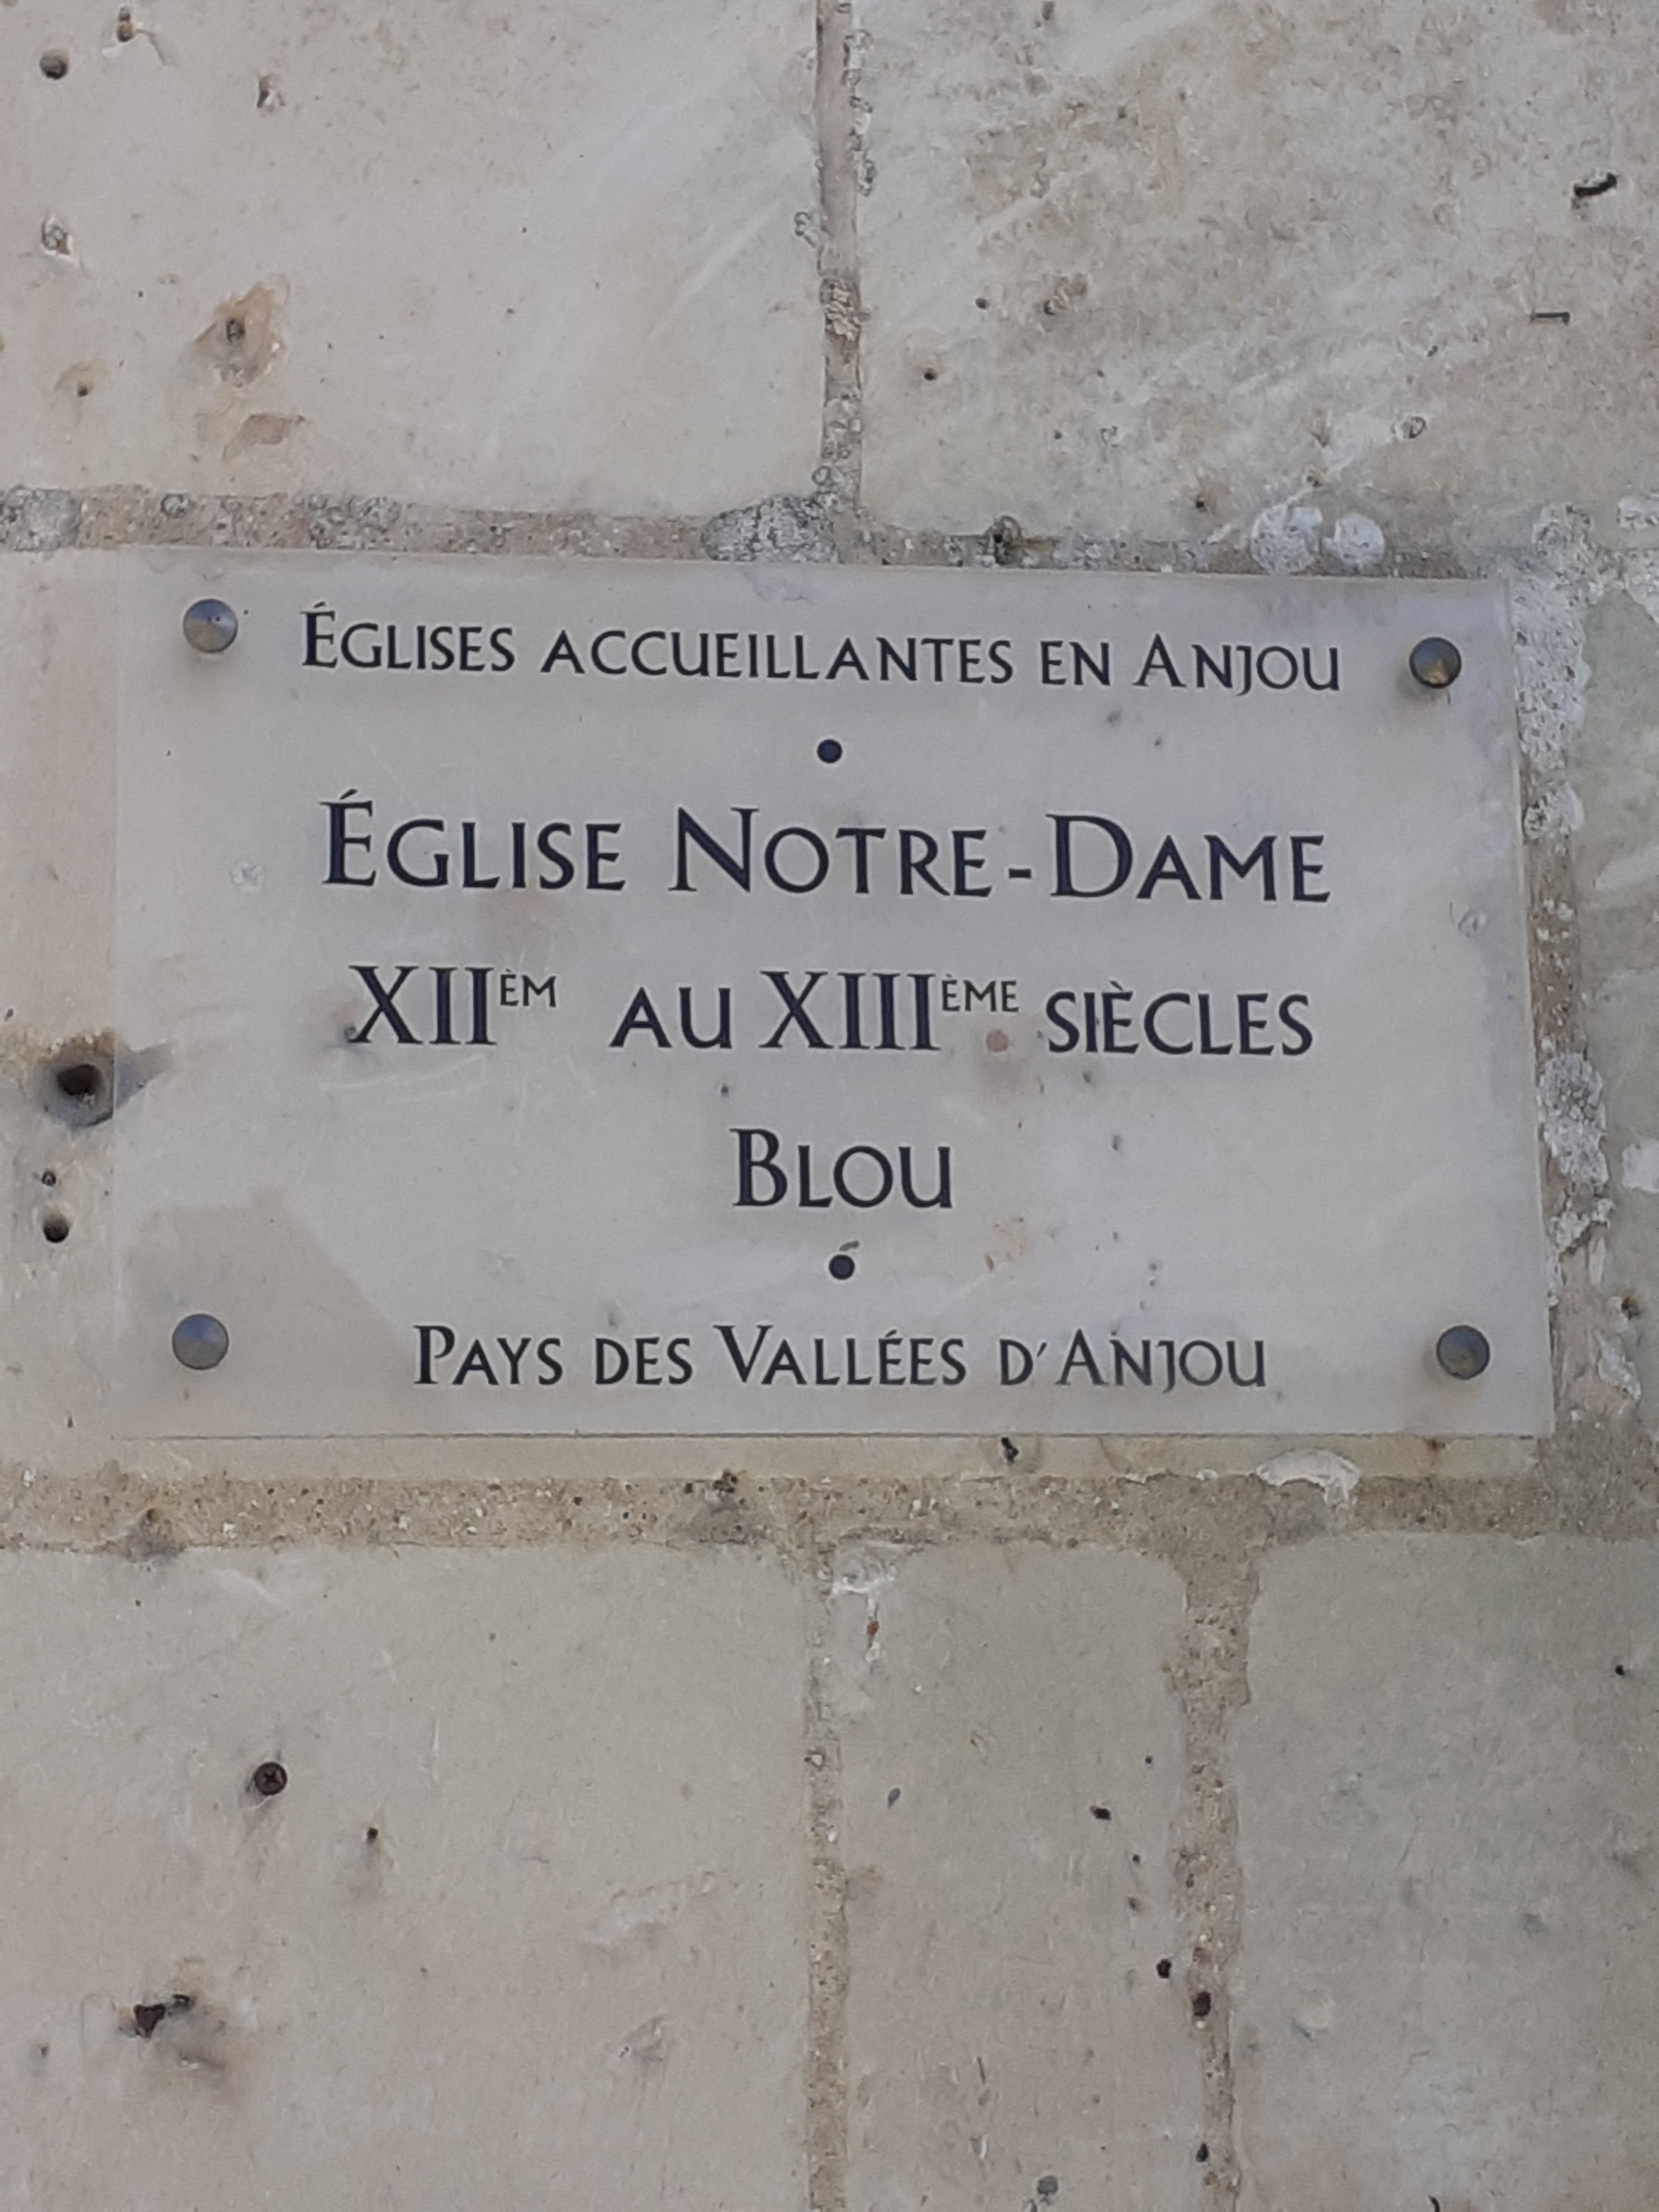 Églises accueillantes en Anjou
•
Église Notre-Dame
XIIèm au XIIIème siècles
Blou
•
Pays des Vallées d'Anjou